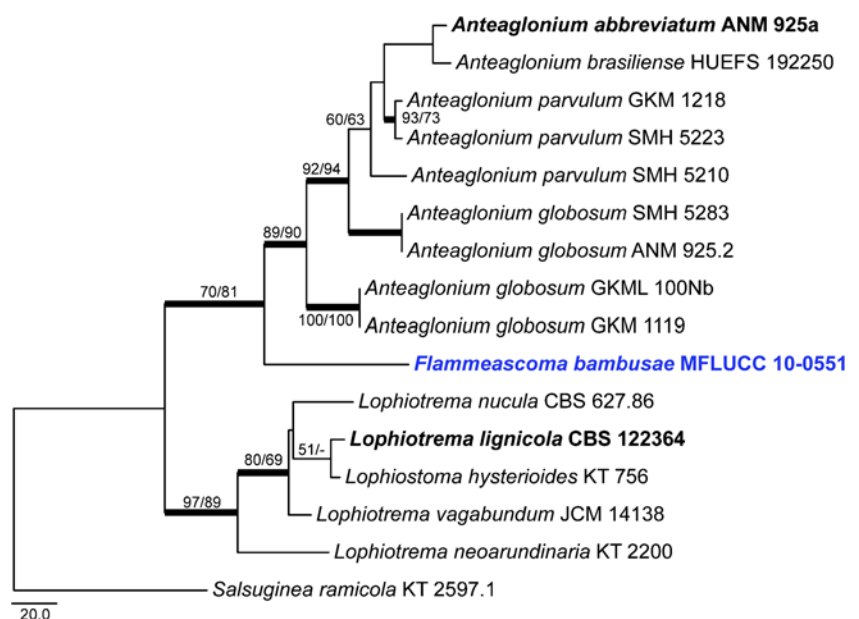 Anteaglonium abbreviatum ANM 925a
Anteaglonium brasiliense HUEFS 192250
Anteaglonium parvulum GKM 1218
60/63
93/73
Anteaglonium parvulum SMH 5223
92/94
Anteaglonium parvulum SMH 5210
Anteaglonium globosum SMH 5283
89/90
Anteaglonium globosum ANM 925.2
70/81
Anteaglonium globosum GKML 100Nb
100/100
Anteaglonium globosum GKM 1119
Flammeascoma bambusae MFLUCC 10-0551
Lophiotrema nucula CBS 627.86
Lophiotrema lignicola CBS 122364
51/-
80/69
Lophiostoma hysterioides KT 756
97/89
Lophiotrema vagabundum JCM 14138
Lophiotrema neoarundinaria KT 2200
Salsuginea ramicola KT 2597.1
20.0